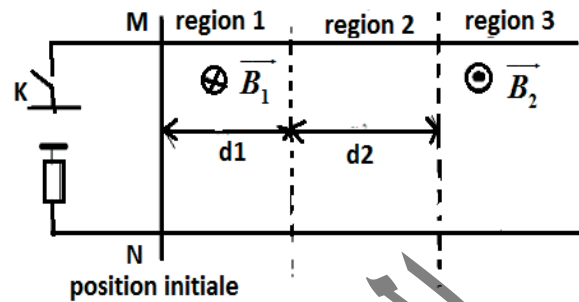 M region 1 region 2 region 3
K
B₁ B₂
d1 d2
N
position initiale